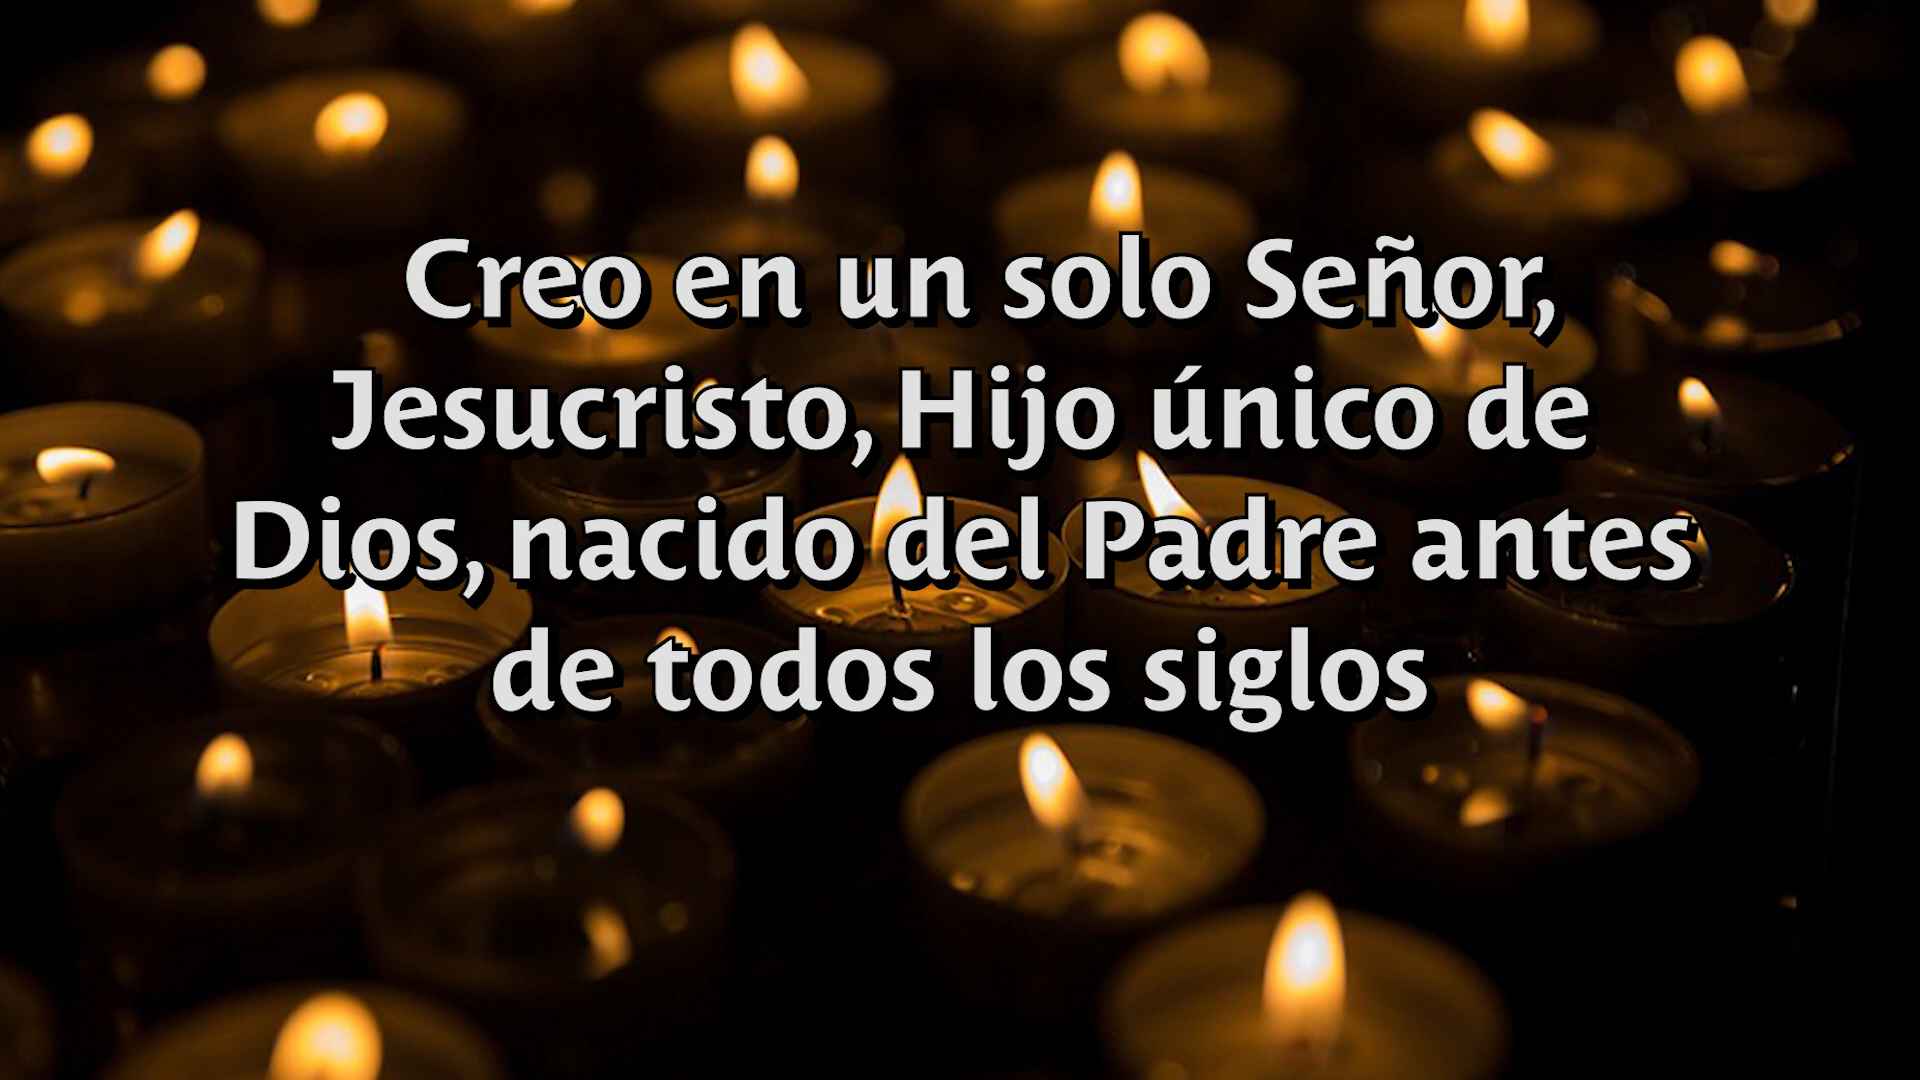 Creo en un solo Señor,
Jesucristo, Hijo único de
Dios, nacido del Padre antes
de todos los siglos